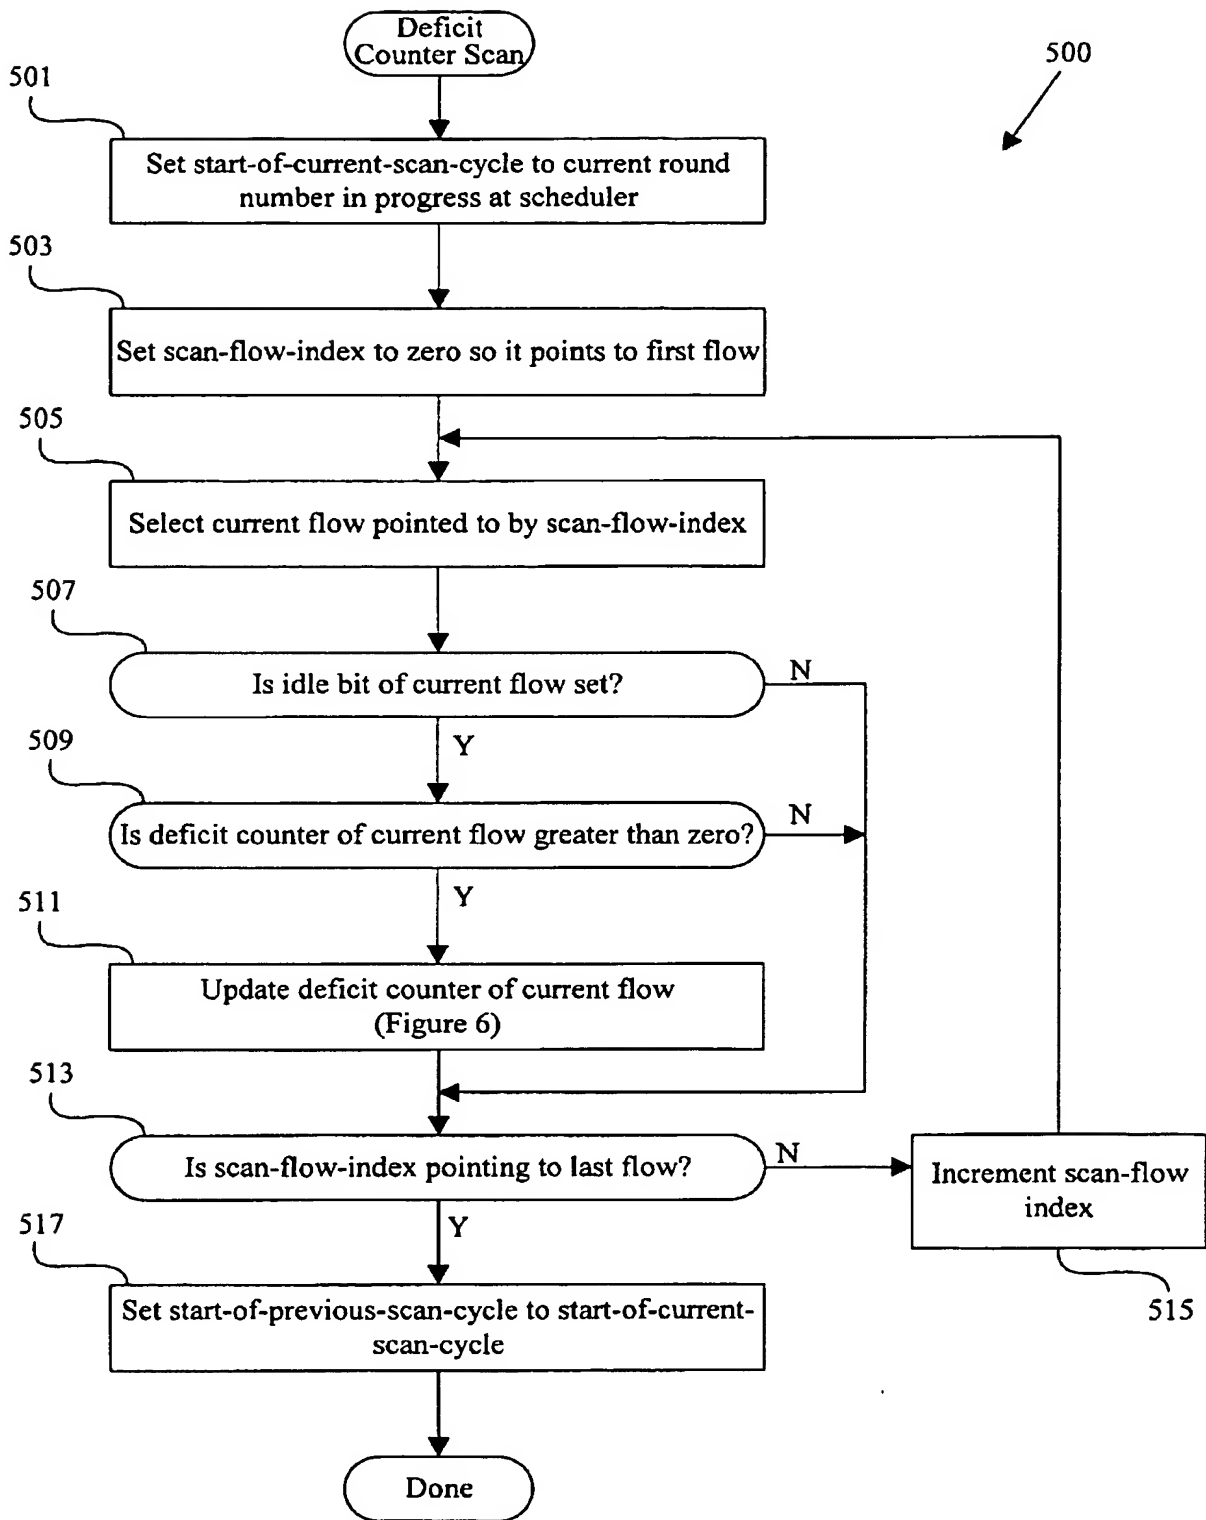 Deficit
Counter Scan
500
501
Set start-of-current-scan-cycle to current round
number in progress at scheduler
503
Set scan-flow-index to zero so it points to first flow
505
Select current flow pointed to by scan-flow-index
507
Is idle bit of current flow set?
N
Y
509
Is deficit counter of current flow greater than zero?
N
Y
511
Update deficit counter of current flow
(Figure 6)
513
Is scan-flow-index pointing to last flow?
N
Increment scan-flow
index
515
Y
517
Set start-of-previous-scan-cycle to start-of-current-
scan-cycle
Done